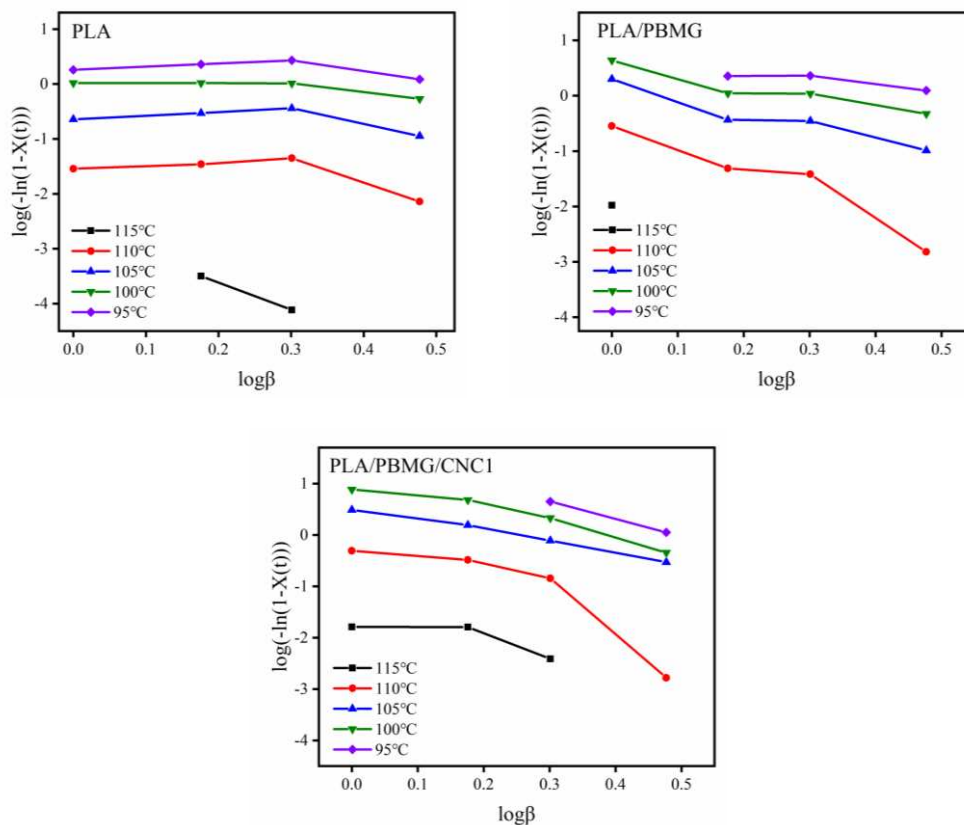 PLA
1
0
-1
-2
-3
-4
log(-ln(1-X(t)))
115℃
110℃
105℃
100℃
95℃
0.0 0.1 0.2 0.3 0.4 0.5
logβ
PLA/PBMG
1
0
-1
-2
-3
-4
log(-ln(1-X(t)))
115℃
110℃
105℃
100℃
95℃
0.0 0.1 0.2 0.3 0.4 0.5
logβ
PLA/PBMG/CNC1
1
0
-1
-2
-3
-4
log(-ln(1-X(t)))
115℃
110℃
105℃
100℃
95℃
0.0 0.1 0.2 0.3 0.4 0.5
logβ